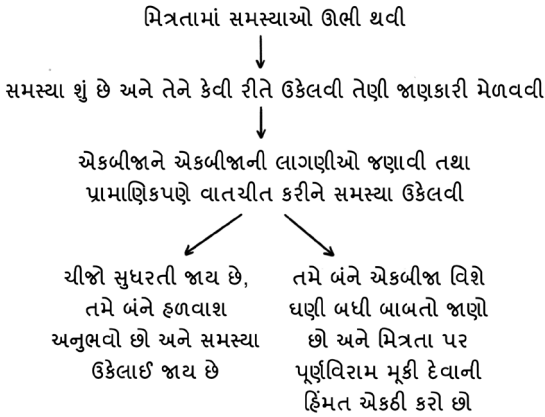 મિત્રતામાં સમસ્યાઓ ઊભી થવી
સમસ્યા શું છે અને તેને કેવી રીતે ઉકેલવી તેણી જાણકારી મેળવવી
એકબીજાને એકબીજાની લાગણીઓ જણાવી તથા
પ્રામાણિકપણે વાતચીત કરીને સમસ્યા ઉકેલવી
ચીજો સુધરતી જાય છે,
તમે બંને હળવાશ
અનુભવો છો અને સમસ્યા
ઉકેલાઈ જાય છે
તમે બંને એકબીજા વિશે
ઘણી બધી બાબતો જાણો
છો અને મિત્રતા પર
પૂર્ણવિરામ મૂકી દેવાની
હિંમત એકઠી કરો છો